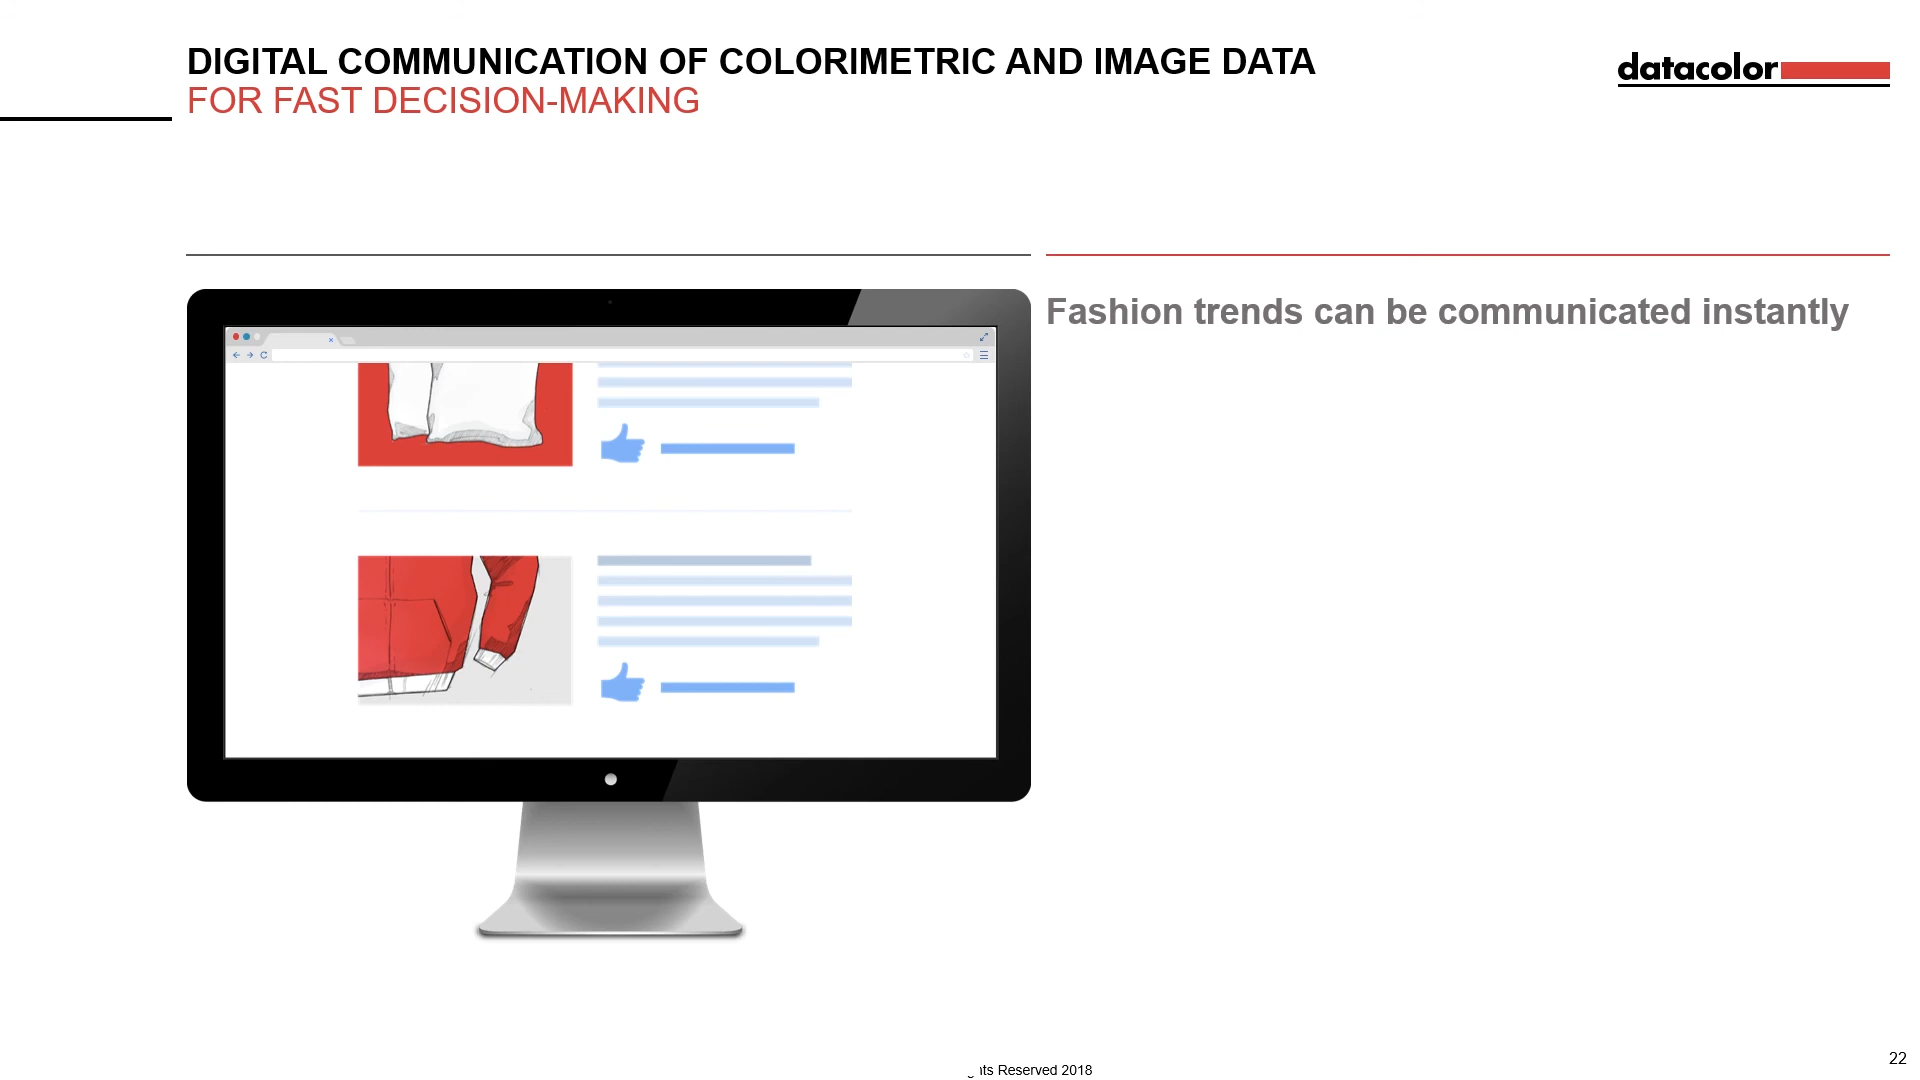 DIGITAL COMMUNICATION OF COLORIMETRIC AND IMAGE DATA
FOR FAST DECISION-MAKING
datacolor
Fashion trends can be communicated instantly
Reserved 2018
22